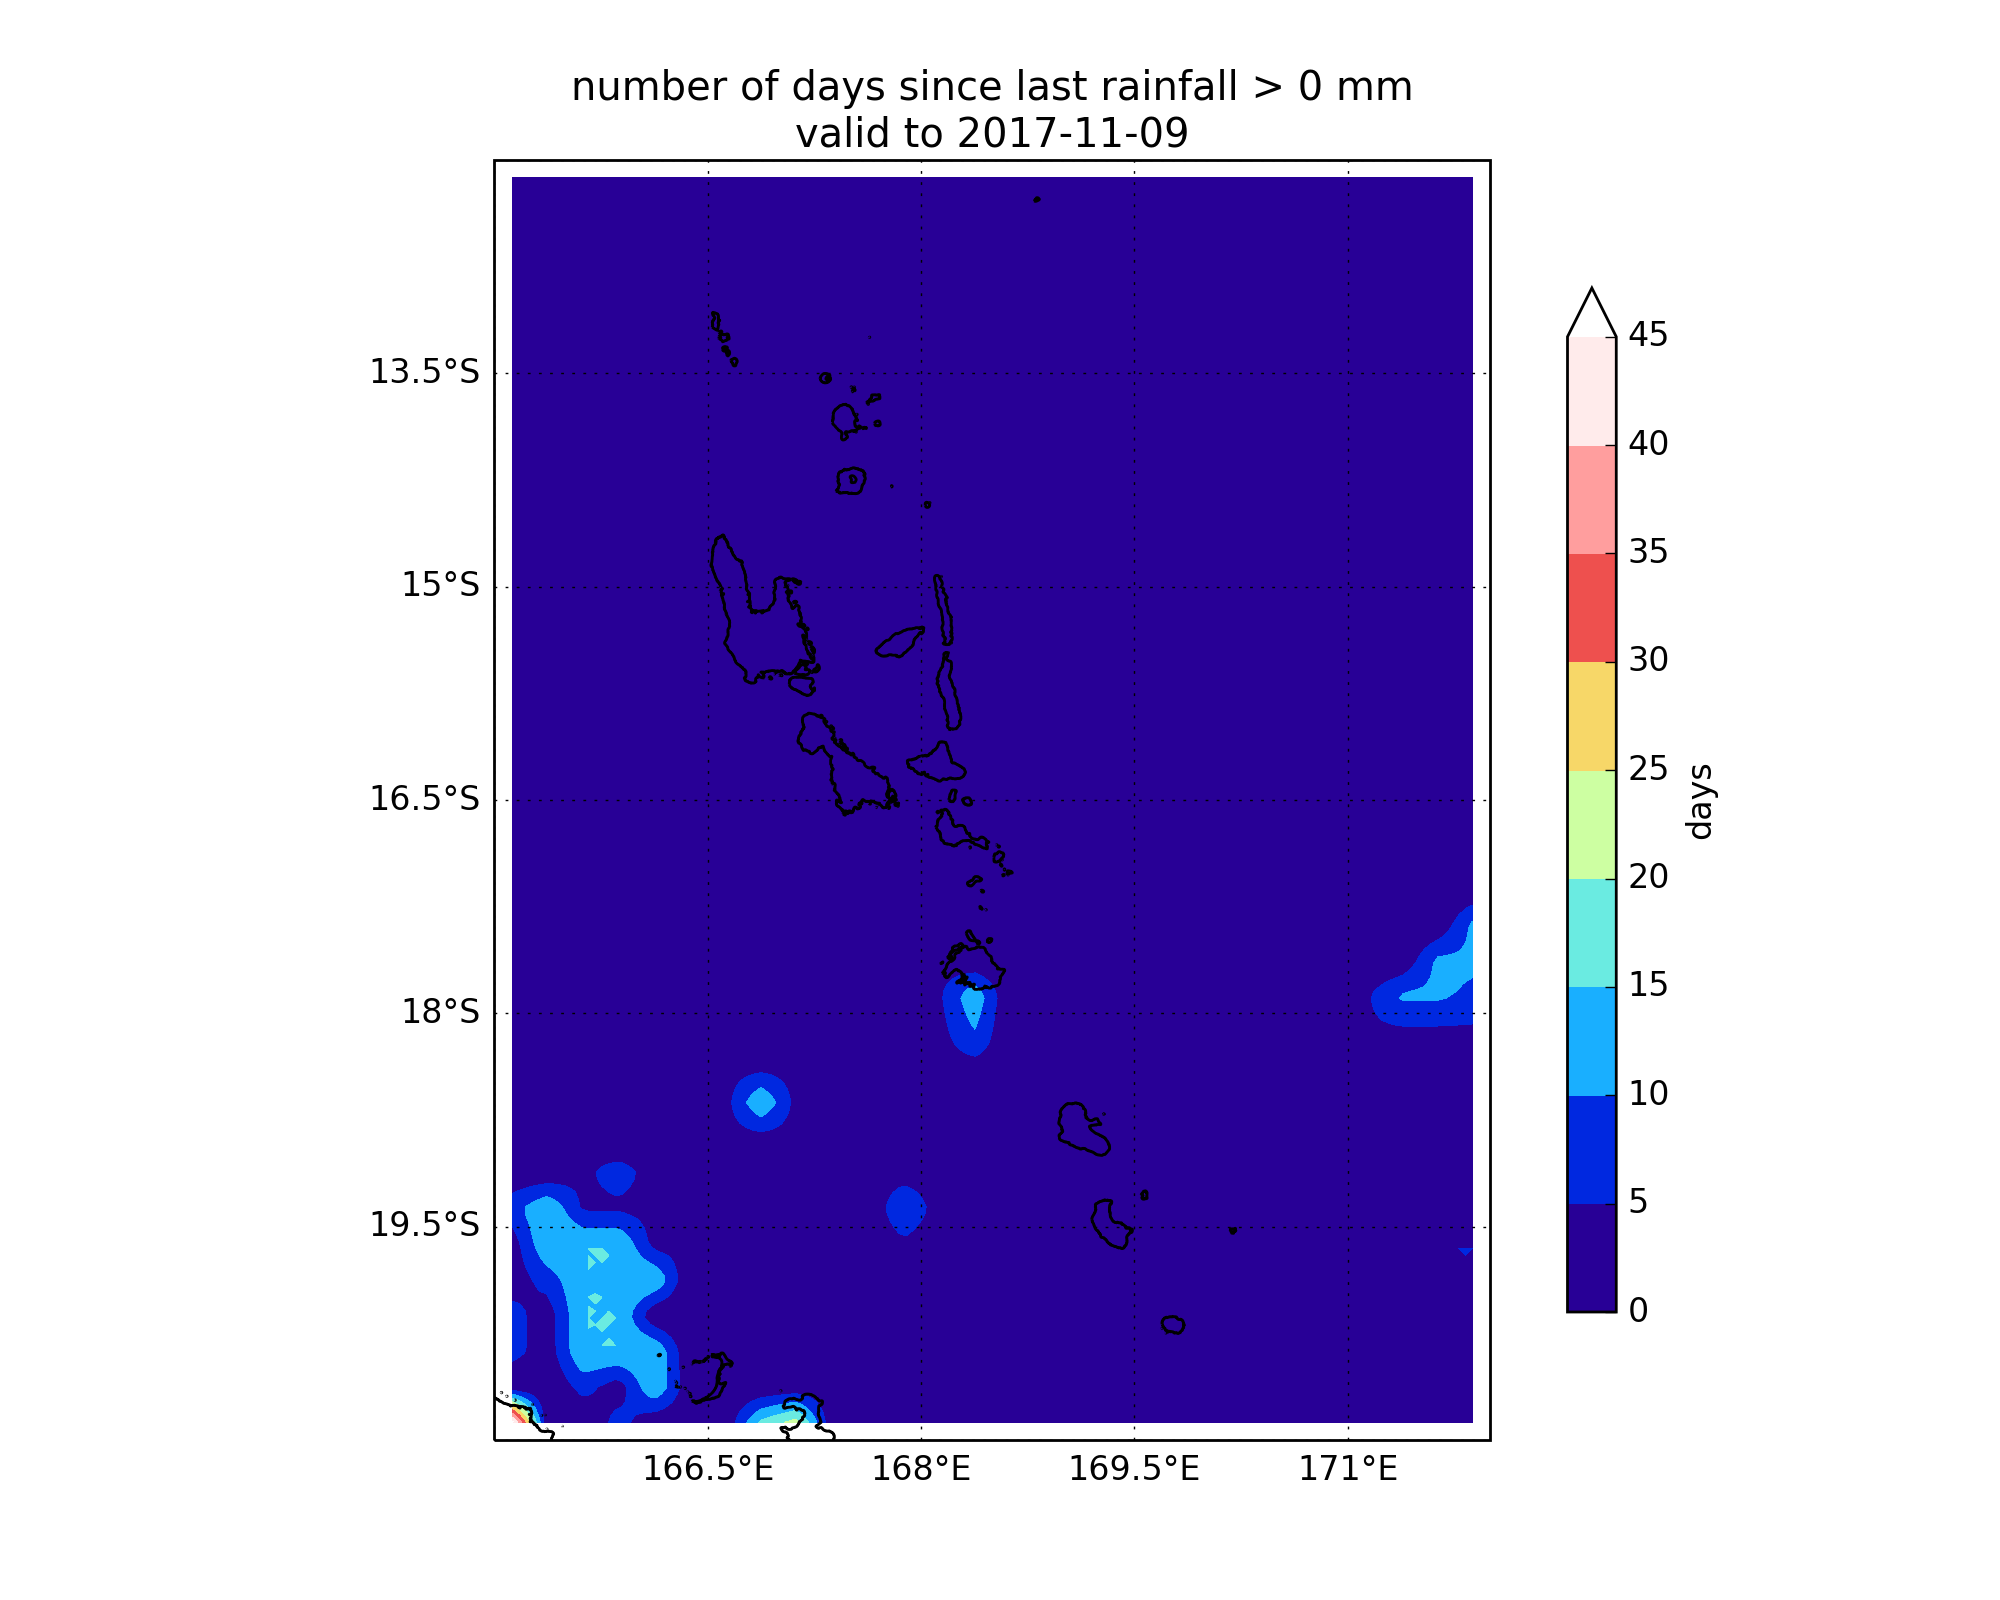 number of days since last rainfall > 0 mm
valid to 2017-11-09
13.5°S
15°S
16.5°S
18°S
19.5°S
166.5°E
168°E
169.5°E
171°E
45
40
35
30
25
20
15
10
5
0
days